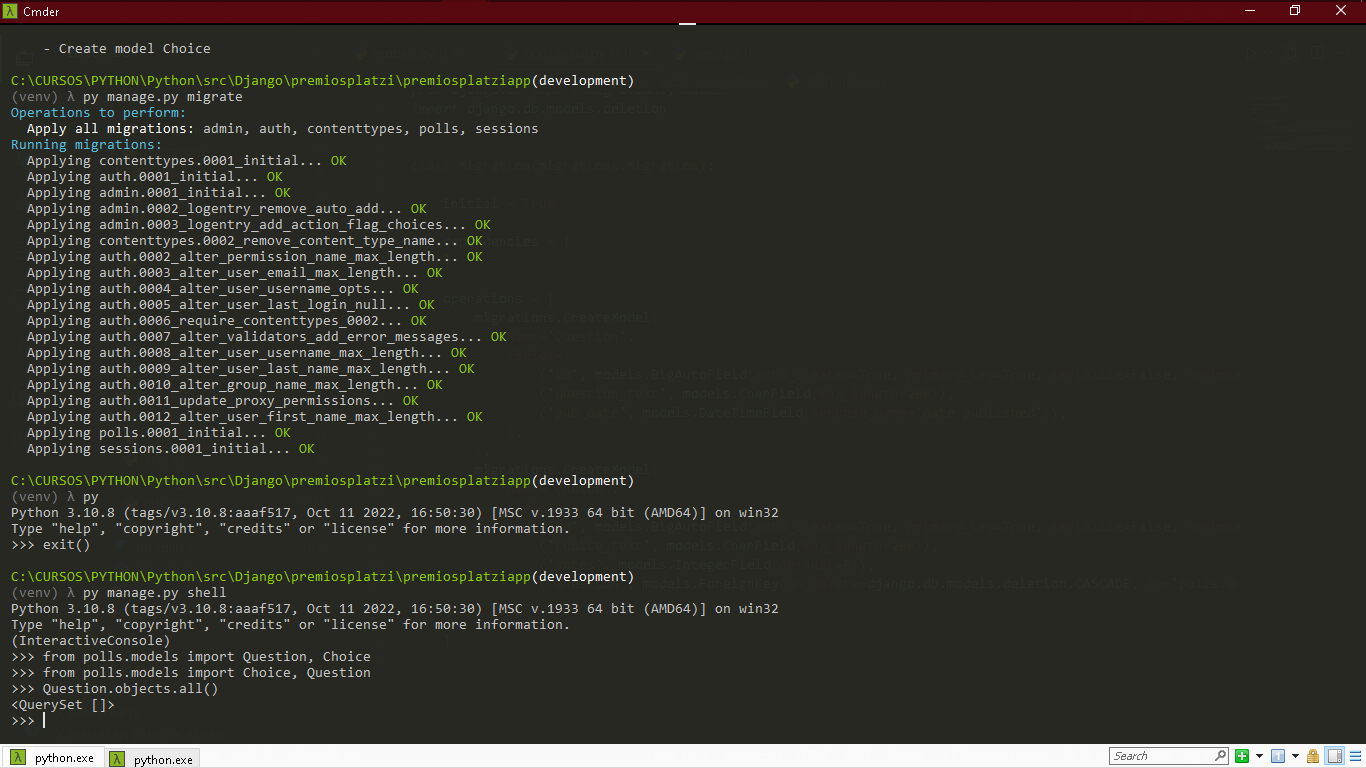 Cmder
- Create model Choice
C:\CURSOS\PYTHON\Python\src\Django\premiosplatzi\premiosplatziapp(development)
(venv) λ py manage.py migrate
Operations to perform:
Apply all migrations: admin, auth, contenttypes, polls, sessions
Running migrations:
Applying contenttypes.0001_initial... OK
Applying auth.0001_initial... OK
Applying admin.0001_initial... OK
Applying admin.0002_logentry_remove_auto_add... OK
Applying admin.0003_logentry_add_action_flag_choices... OK
Applying contenttypes.0002_remove_content_type_name... OK
Applying auth.0002_alter_permission_name_max_length... OK
Applying auth.0003_alter_user_email_max_length... OK
Applying auth.0004_alter_user_username_opts... OK
Applying auth.0005_alter_user_last_login_null... OK
Applying auth.0006_require_contenttypes_0002... OK
Applying auth.0007_alter_validators_add_error_messages... OK
Applying auth.0008_alter_user_username_max_length... OK
Applying auth.0009_alter_user_last_name_max_length... OK
Applying auth.0010_alter_group_name_max_length... OK
Applying auth.0011_update_proxy_permissions... OK
Applying auth.0012_alter_user_first_name_max_length... OK
Applying polls.0001_initial... OK
Applying sessions.0001_initial... OK
C:\CURSOS\PYTHON\Python\src\Django\premiosplatzi\premiosplatziapp(development)
(venv) λ py
Python 3.10.8 (tags/v3.10.8:aaaf517, Oct 11 2022, 16:50:30) [MSC v.1933 64 bit (AMD64)] on win32
Type "help", "copyright", "credits" or "license" for more information.
>>> exit()
C:\CURSOS\PYTHON\Python\src\Django\premiosplatzi\premiosplatziapp(development)
(venv) λ py manage.py shell
Python 3.10.8 (tags/v3.10.8:aaaf517, Oct 11 2022, 16:50:30) [MSC v.1933 64 bit (AMD64)] on win32
Type "help", "copyright", "credits" or "license" for more information.
(InteractiveConsole)
>>> from polls.models import Question, Choice
>>> from polls.models import Choice, Question
>>> Question.objects.all()
<QuerySet []>
>>>
λ python.exe λ python.exe Search